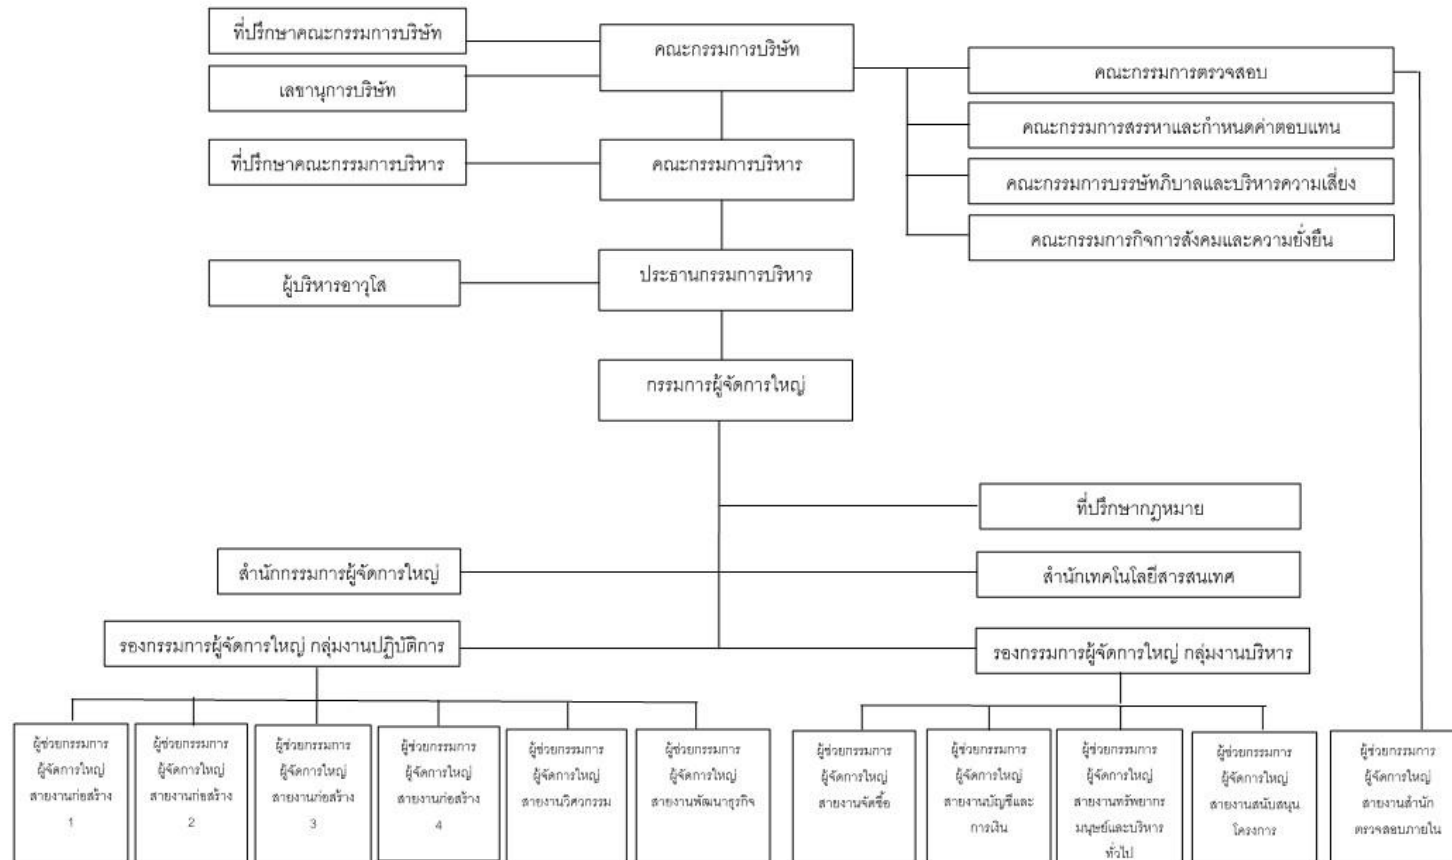 ที่ปรึกษาคณะกรรมการบริษัท
คณะกรรมการบริษัท
เลขานุการบริษัท
คณะกรรมการตรวจสอบ
คณะกรรมการสรรหาและกำหนดค่าตอบแทน
ที่ปรึกษาคณะกรรมการบริหาร
คณะกรรมการบริหาร
คณะกรรมการบรรษัทภิบาลและบริหารความเสี่ยง
คณะกรรมการกิจการสังคมและความยั่งยืน
ผู้บริหารอาวุโส
ประธานกรรมการบริหาร
กรรมการผู้จัดการใหญ่
ที่ปรึกษากฎหมาย
สำนักกรรมการผู้จัดการใหญ่
สำนักเทคโนโลยีสารสนเทศ
รองกรรมการผู้จัดการใหญ่ กลุ่มงานปฏิบัติการ
รองกรรมการผู้จัดการใหญ่ กลุ่มงานบริหาร
ผู้ช่วยกรรมการ
ผู้จัดการใหญ่
สายงานก่อสร้าง
1
ผู้ช่วยกรรมการ
ผู้จัดการใหญ่
สายงานก่อสร้าง
2
ผู้ช่วยกรรมการ
ผู้จัดการใหญ่
สายงานก่อสร้าง
3
ผู้ช่วยกรรมการ
ผู้จัดการใหญ่
สายงานก่อสร้าง
4
ผู้ช่วยกรรมการ
ผู้จัดการใหญ่
สายงานวิศวกรรม
ผู้ช่วยกรรมการ
ผู้จัดการใหญ่
สายงานพัฒนาธุรกิจ
ผู้ช่วยกรรมการ
ผู้จัดการใหญ่
สายงานจัดซื้อ
ผู้ช่วยกรรมการ
ผู้จัดการใหญ่
สายงานบัญชีและ
การเงิน
ผู้ช่วยกรรมการ
ผู้จัดการใหญ่
สายงานทรัพยากร
มนุษย์และบริหาร
ทั่วไป
ผู้ช่วยกรรมการ
ผู้จัดการใหญ่
สายงานสนับสนุน
โครงการ
ผู้ช่วยกรรมการ
ผู้จัดการใหญ่
สายงานสำนัก
ตรวจสอบภายใน